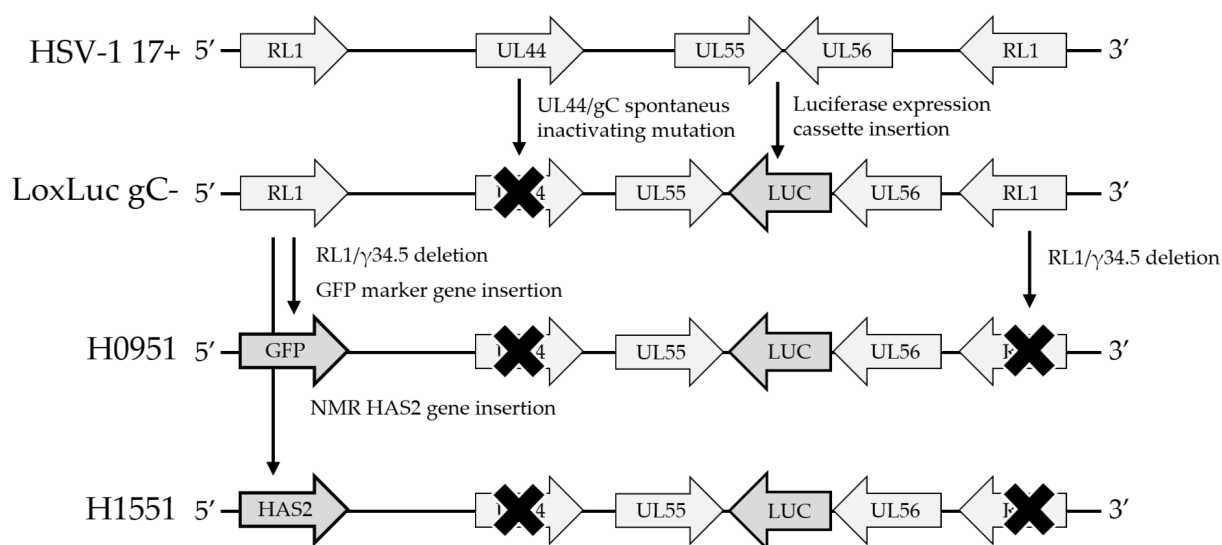 HSV-1 17+ 5’ RL1 UL44 UL55 UL56 RL1 3’
UL44/gC spontaneus
inactivating mutation
Luciferase expression
cassette insertion
LoxLuc gC- 5’ RL1 4 UL55 LUC UL56 RL1 3’
RL1/γ34.5 deletion
GFP marker gene insertion
RL1/γ34.5 deletion
H0951 5’ GFP 4 UL55 LUC UL56 3’
NMR HAS2 gene insertion
H1551 5’ HAS2 4 UL55 LUC UL56 3’